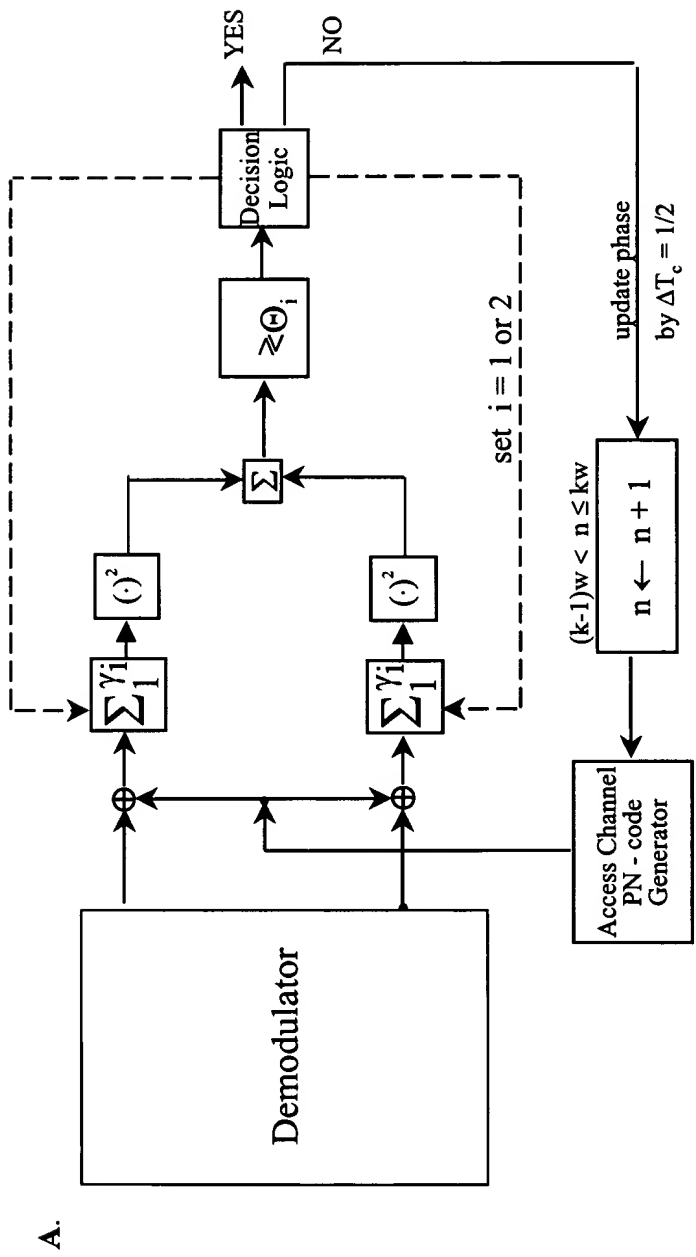 A.
Demodulator
⊕
⊕
∑₁^γi
∑₁^γi
(·)²
(·)²
Σ
≷Θᵢ
Decision
Logic
YES
NO
set i = 1 or 2
update phase
by ΔT꜀ = 1/2
(k-1)w < n ≤ kw
n ← n + 1
Access Channel
PN - code
Generator